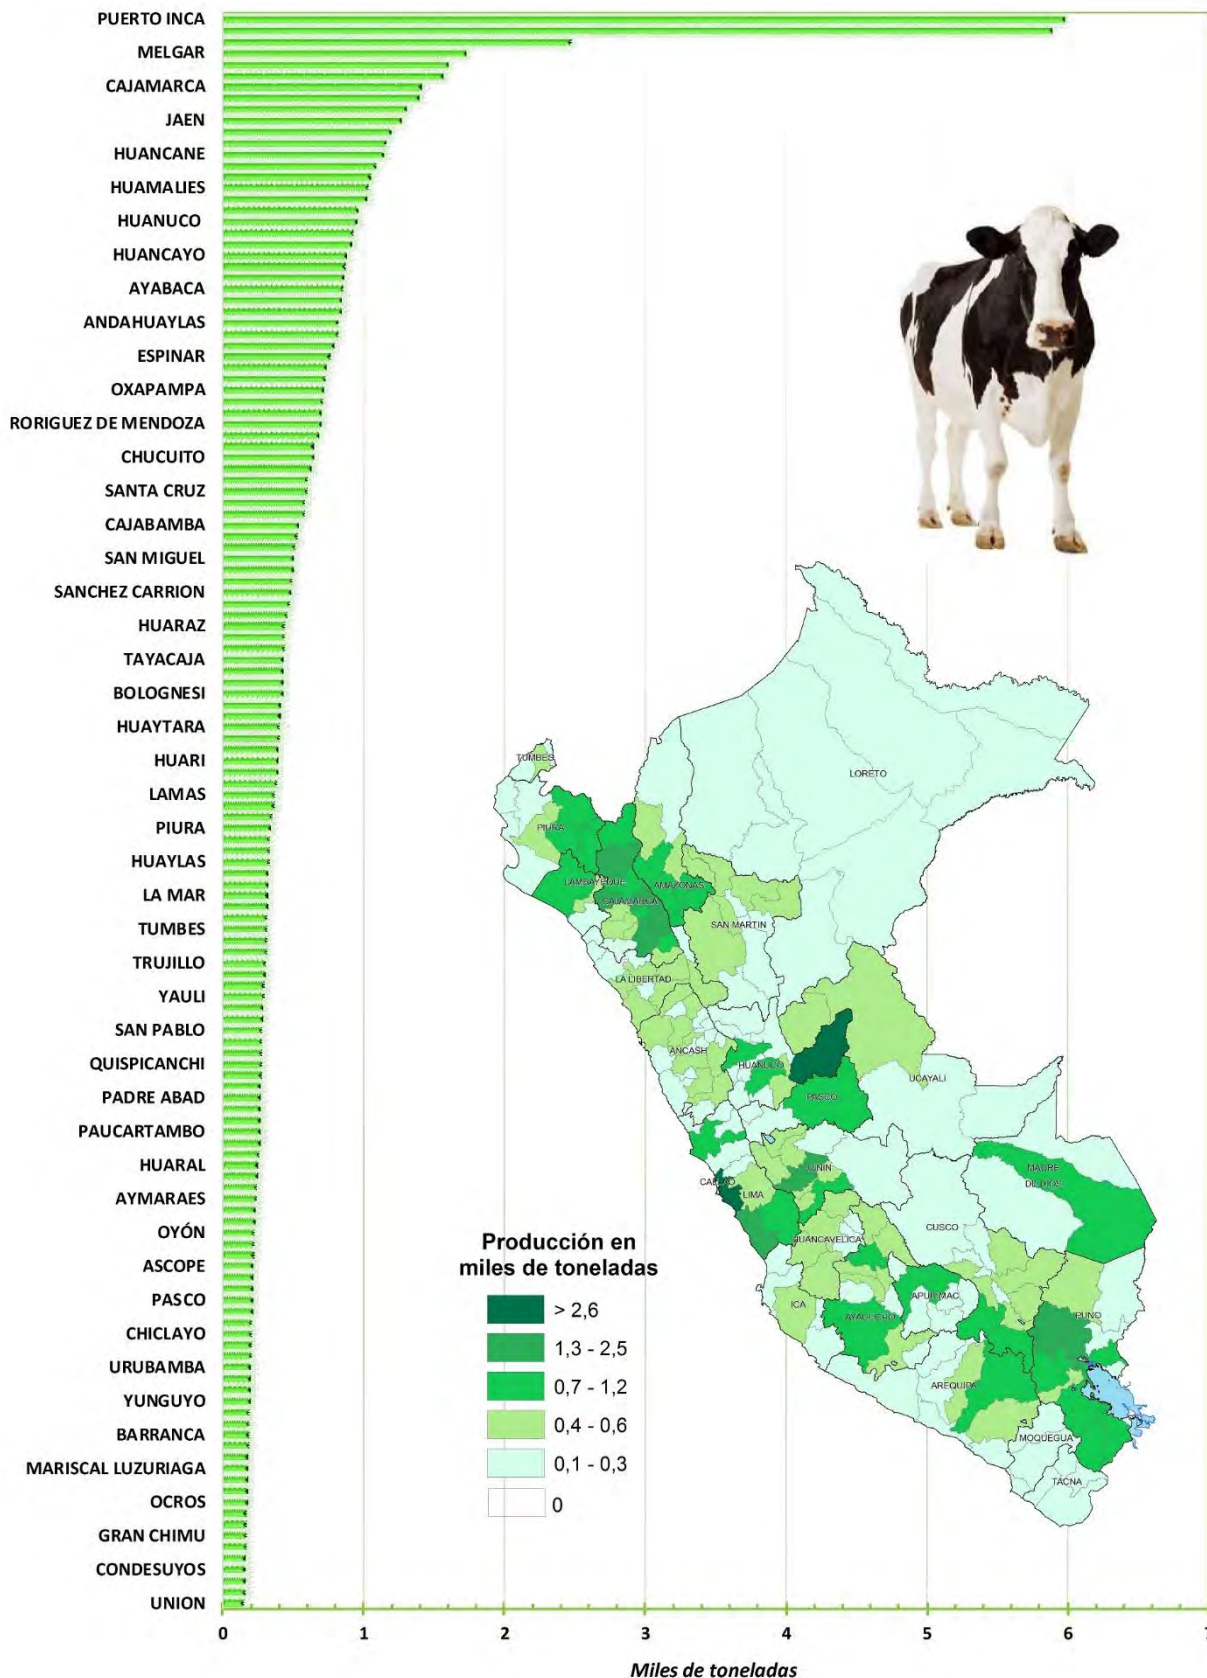 PUERTO INCA
MELGAR
CAJAMARCA
JAEN
HUANCANE
HUAMALIES
HUANUCO
HUANCAYO
AYABACA
ANDAHUAYLAS
ESPINAR
OXAPAMPA
RORIGUEZ DE MENDOZA
CHUCUITO
SANTA CRUZ
CAJABAMBA
SAN MIGUEL
SANCHEZ CARRION
HUARAZ
TAYACAJA
BOLOGNESI
HUAYTARA
HUARI
LAMAS
PIURA
HUAYLAS
LA MAR
TUMBES
TRUJILLO
YAULI
SAN PABLO
QUISPICANCHI
PADRE ABAD
PAUCARTAMBO
HUARAL
AYMARAES
OYÓN
ASCOPE
PASCO
CHICLAYO
URUBAMBA
YUNGUYO
BARRANCA
MARISCAL LUZURIAGA
OCROS
GRAN CHIMU
CONDESUYOS
UNION
0 1 2 3 4 5 6 7
Miles de toneladas
TUMBES
LORETO
PIURA
LAMBAYEQUE
AMAZONAS
CAJAMARCA
SAN MARTIN
LA LIBERTAD
ANCASH
HUANUCO
UCAYALI
PASCO
JUNIN
MADRE
DE DIOS
CALLAO
LIMA
CUSCO
HUANCAVELICA
APURIMAC
ICA
AYACUCHO
PUNO
AREQUIPA
MOQUEGUA
TACNA
Producción en
miles de toneladas
> 2,6
1,3 - 2,5
0,7 - 1,2
0,4 - 0,6
0,1 - 0,3
0